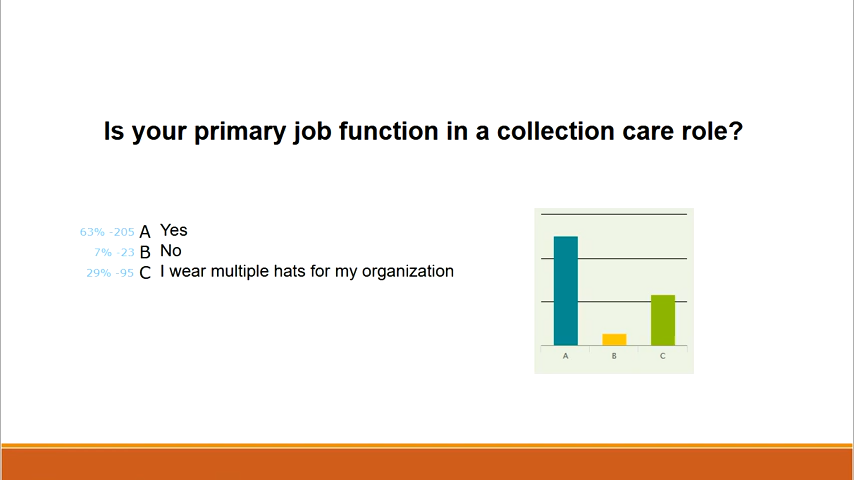 Is your primary job function in a collection care role?
63% -205 A Yes
7% -23 B No
29% -95 C I wear multiple hats for my organization
A B C